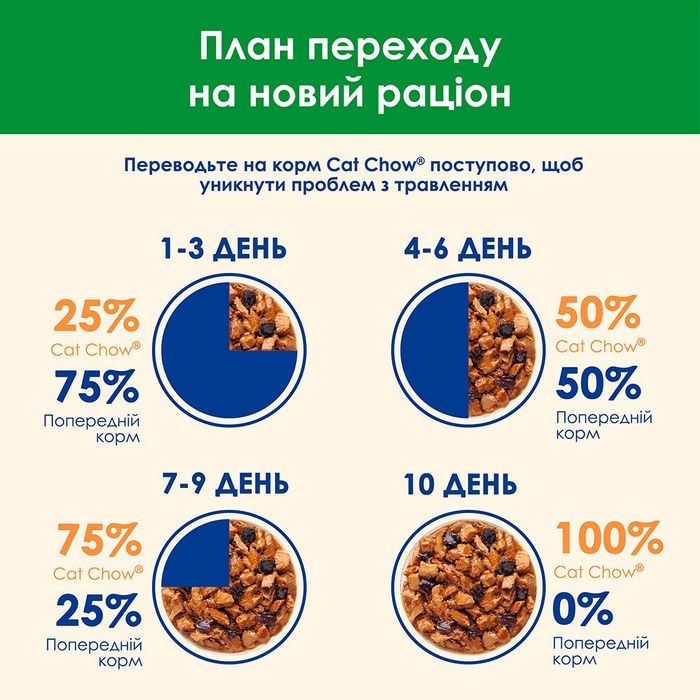 План переходу
на новий раціон
Переводьте на корм Cat Chow® поступово, щоб
уникнути проблем з травленням
1-3 ДЕНЬ
25%
Cat Chow®
75%
Попередній
корм
4-6 ДЕНЬ
50%
Cat Chow®
50%
Попередній
корм
7-9 ДЕНЬ
75%
Cat Chow®
25%
Попередній
корм
10 ДЕНЬ
100%
Cat Chow®
0%
Попередній
корм